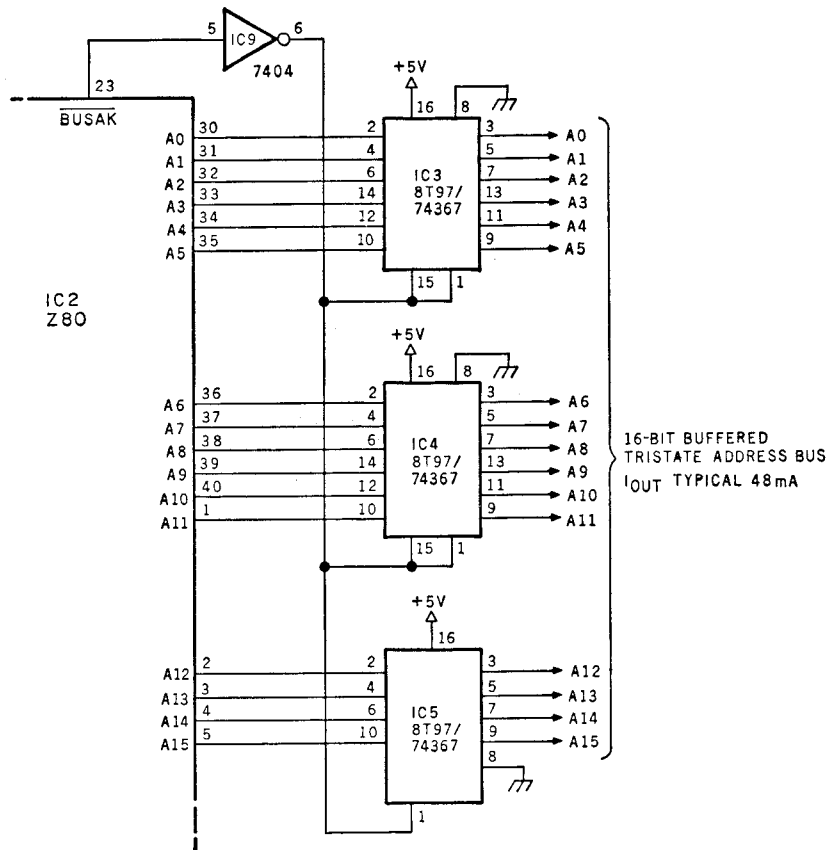 5 IC9 6
7404
23
BUSAK
+5V
16 8
A0 30 2 3 A0
A1 31 4 5 A1
A2 32 6 7 A2
A3 33 14 13 A3
A4 34 12 11 A4
A5 35 10 9 A5
IC3
8T97/
74367
15 1
IC2
Z80
+5V
16 8
A6 36 2 3 A6
A7 37 4 5 A7
A8 38 6 7 A8
A9 39 14 13 A9
A10 40 12 11 A10
A11 1 10 9 A11
IC4
8T97/
74367
15 1
16-BIT BUFFERED
TRISTATE ADDRESS BUS
IOUT TYPICAL 48mA
+5V
16
A12 2 2 3 A12
A13 3 4 5 A13
A14 4 6 7 A14
A15 5 10 9 A15
8
IC5
8T97/
74367
1